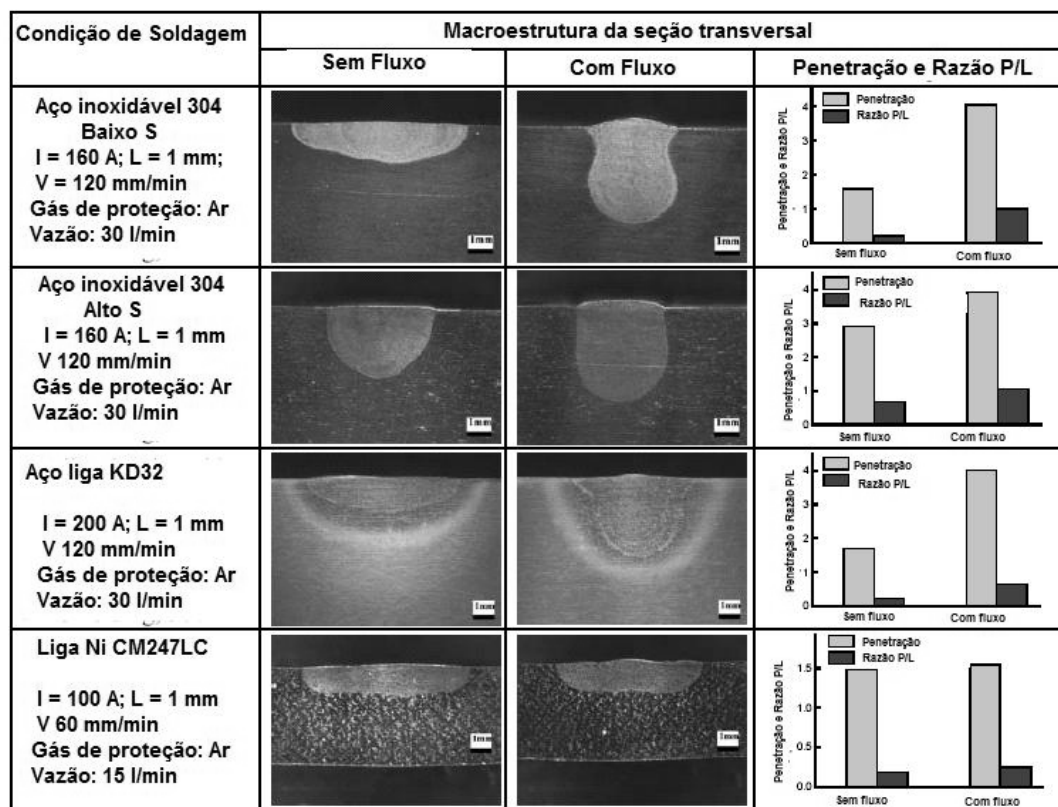 Condição de Soldagem
Macroestrutura da seção transversal
Sem Fluxo
Com Fluxo
Penetração e Razão P/L
Aço inoxidável 304
Baixo S
I = 160 A; L = 1 mm;
V = 120 mm/min
Gás de proteção: Ar
Vazão: 30 l/min
1mm
1mm
Penetração e Razão P/L
Penetração
Razão P/L
4
2
1
0
Sem fluxo
Com fluxo
Aço inoxidável 304
Alto S
I = 160 A; L = 1 mm
V 120 mm/min
Gás de proteção: Ar
Vazão: 30 l/min
1mm
1mm
Penetração e Razão P/L
Penetração
Razão P/L
4
3
2
1
0
Sem fluxo
Com fluxo
Aço liga KD32
I = 200 A; L = 1 mm
V 120 mm/min
Gás de proteção: Ar
Vazão: 30 l/min
1mm
1mm
Penetração e Razão P/L
Penetração
Razão P/L
4
3
2
1
0
Sem fluxo
Com fluxo
Liga Ni CM247LC
I = 100 A; L = 1 mm
V 60 mm/min
Gás de proteção: Ar
Vazão: 15 l/min
1mm
1mm
Penetração e Razão P/L
Penetração
Razão P/L
1.5
1.0
0.5
0.0
Sem fluxo
Com fluxo